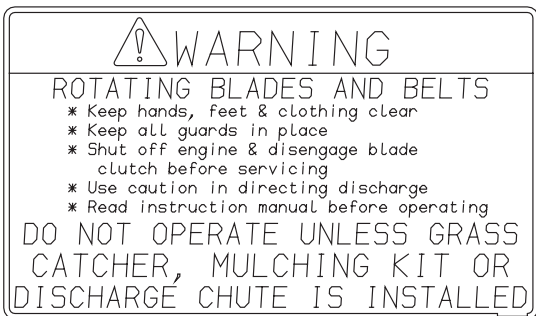 WARNING
ROTATING BLADES AND BELTS
* Keep hands, feet & clothing clear
* Keep all guards in place
* Shut off engine & disengage blade
clutch before servicing
* Use caution in directing discharge
* Read instruction manual before operating
DO NOT OPERATE UNLESS GRASS
CATCHER, MULCHING KIT OR
DISCHARGE CHUTE IS INSTALLED